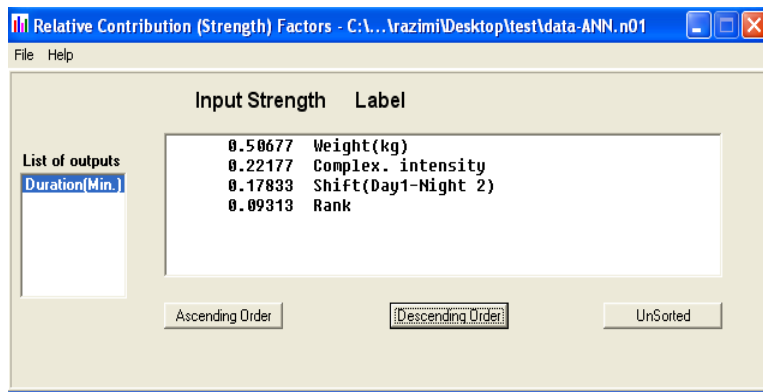 Relative Contribution (Strength) Factors - C:\...\razimi\Desktop\test\data-ANN.n01
File Help
Input Strength Label
List of outputs
Duration(Min.)
0.50677 Weight(kg)
0.22177 Complex. intensity
0.17833 Shift(Day1-Night 2)
0.09313 Rank
Ascending Order Descending Order UnSorted